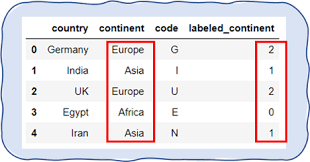 country continent code labeled_continent
0 Germany Europe G 2
1 India Asia I 1
2 UK Europe U 2
3 Egypt Africa E 0
4 Iran Asia N 1